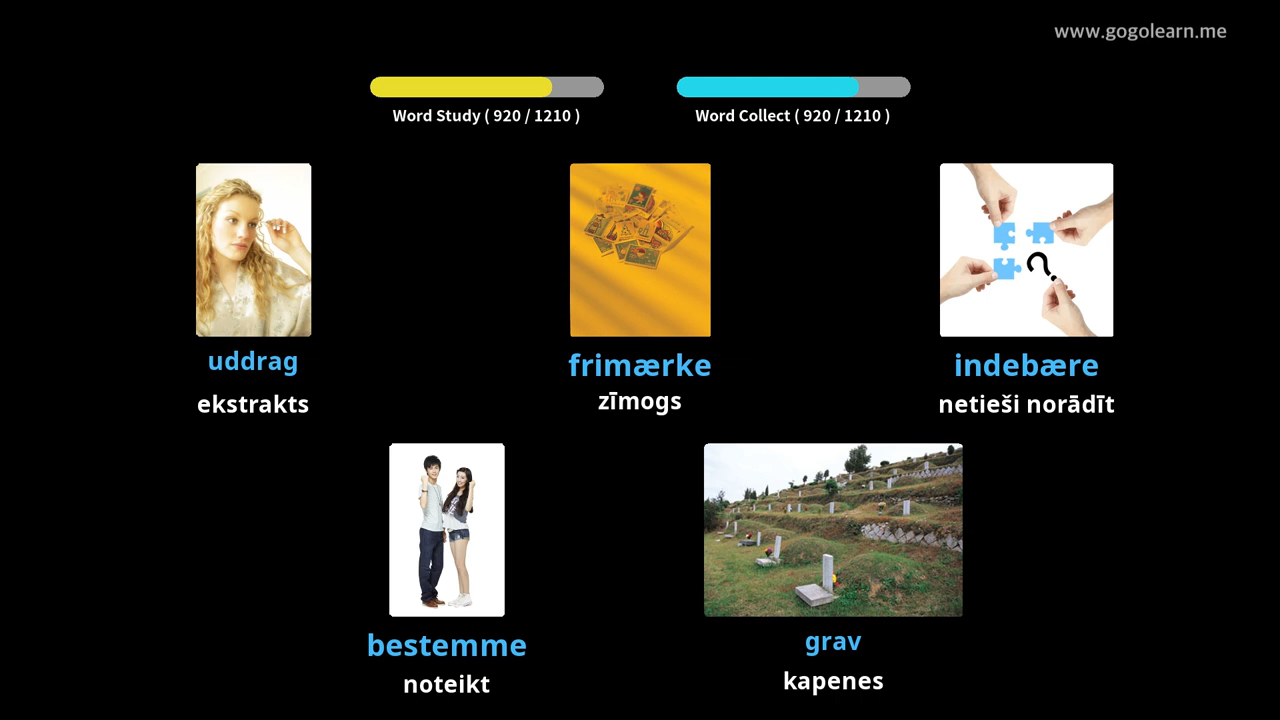 www.gogolearn.me
Word Study ( 920 / 1210 )
Word Collect ( 920 / 1210 )
uddrag
ekstrakts
frimærke
zīmogs
indebære
netieši norādīt
bestemme
noteikt
grav
kapenes